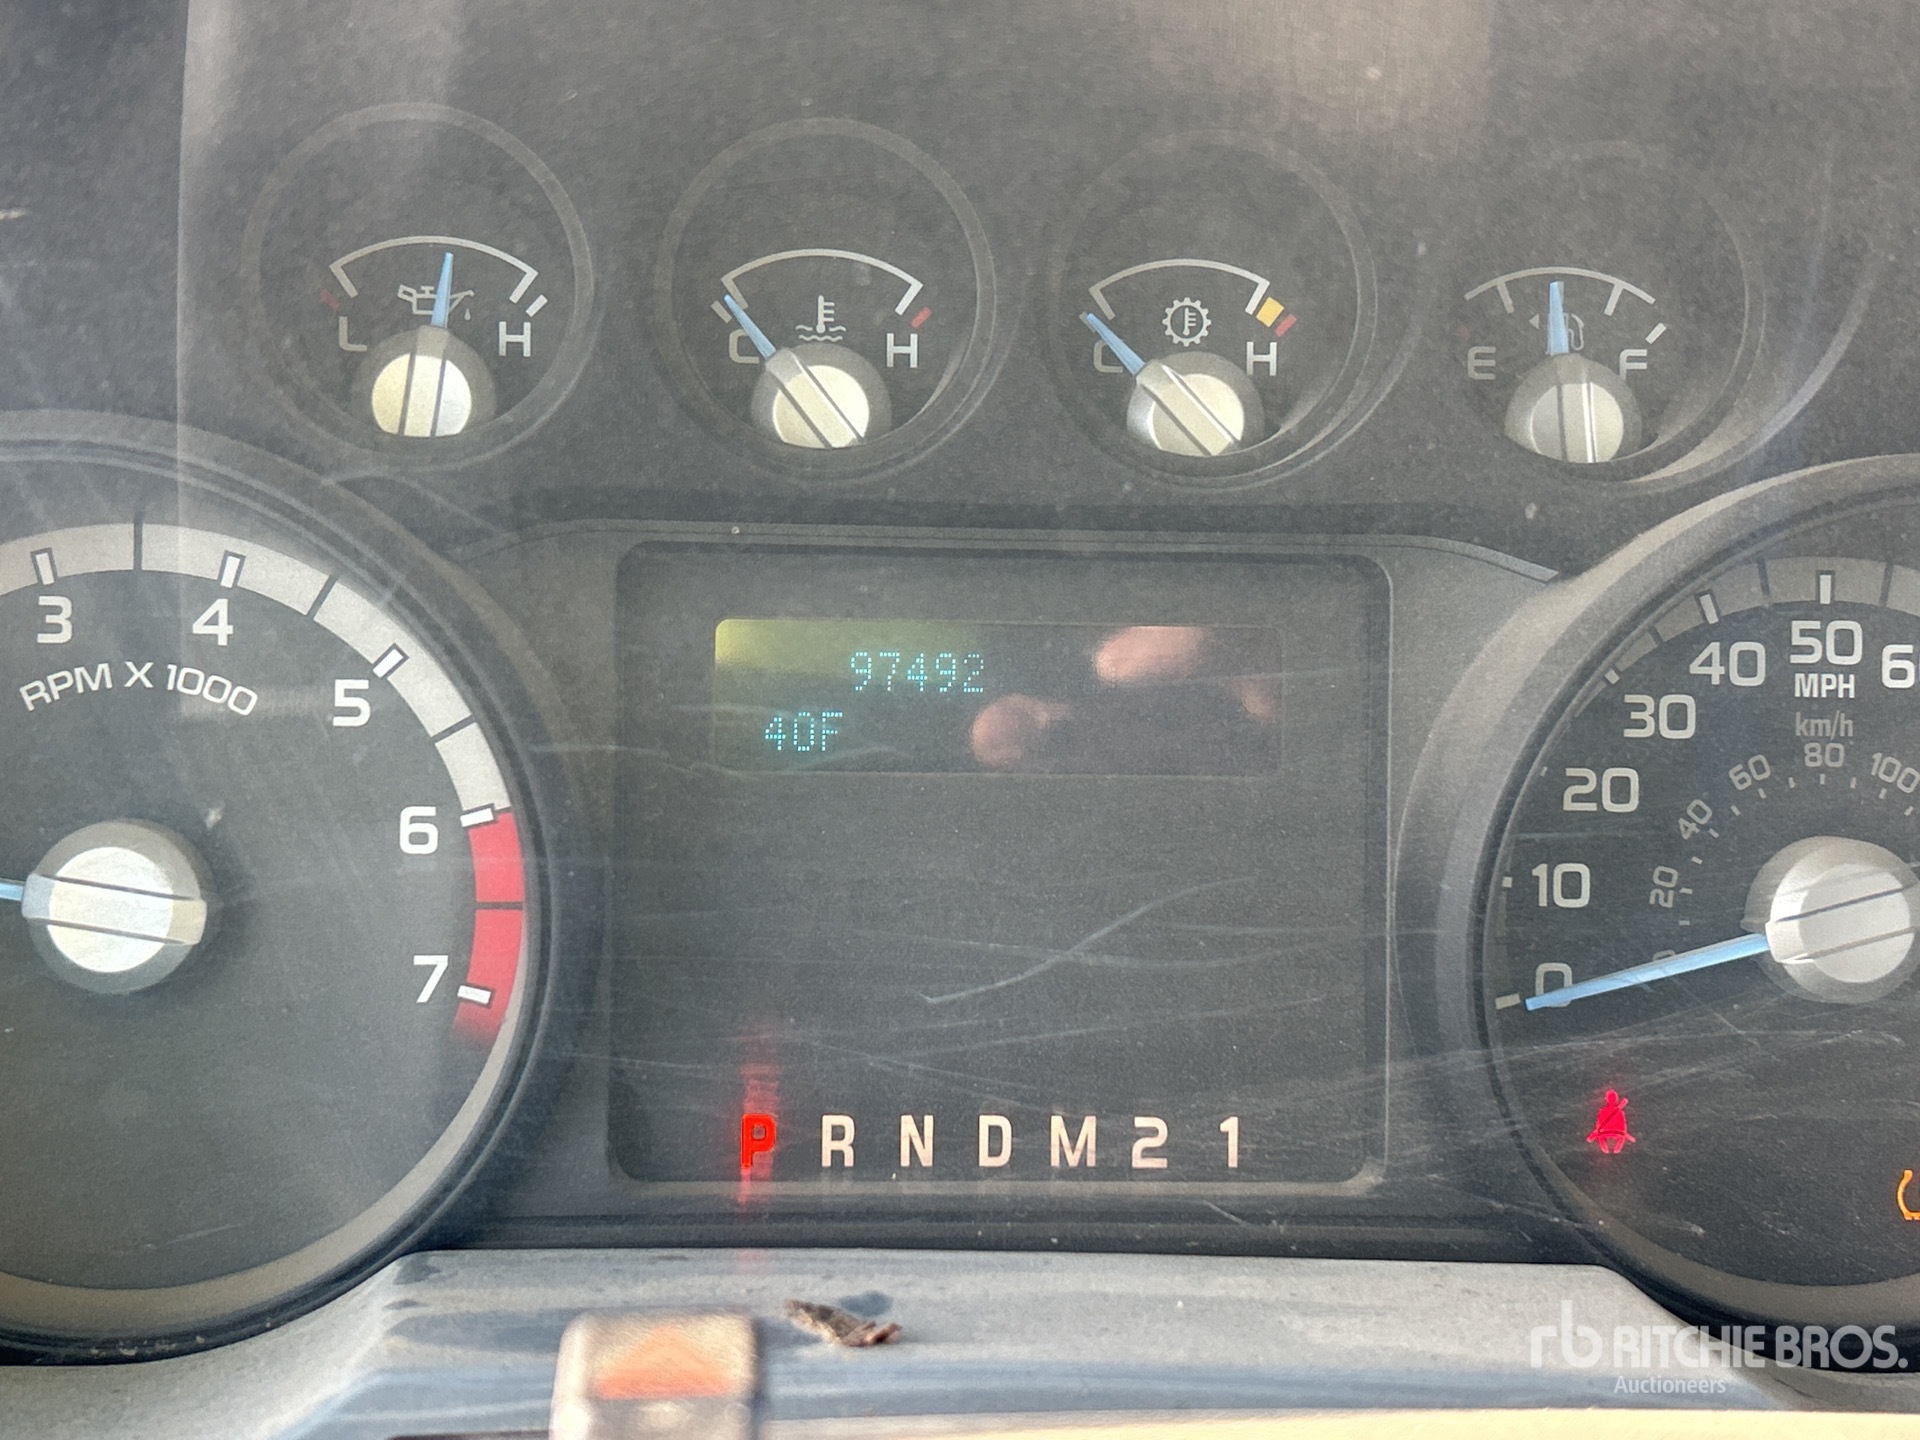 L H
C H
C H
E F
3 4 5 6 7
RPM X 1000
97492
40F
0 10 20 30 40 50 6
MPH
km/h
20 40 60 80 100
P R N D M 2 1
rb RITCHIE BROS.
Auctioneers